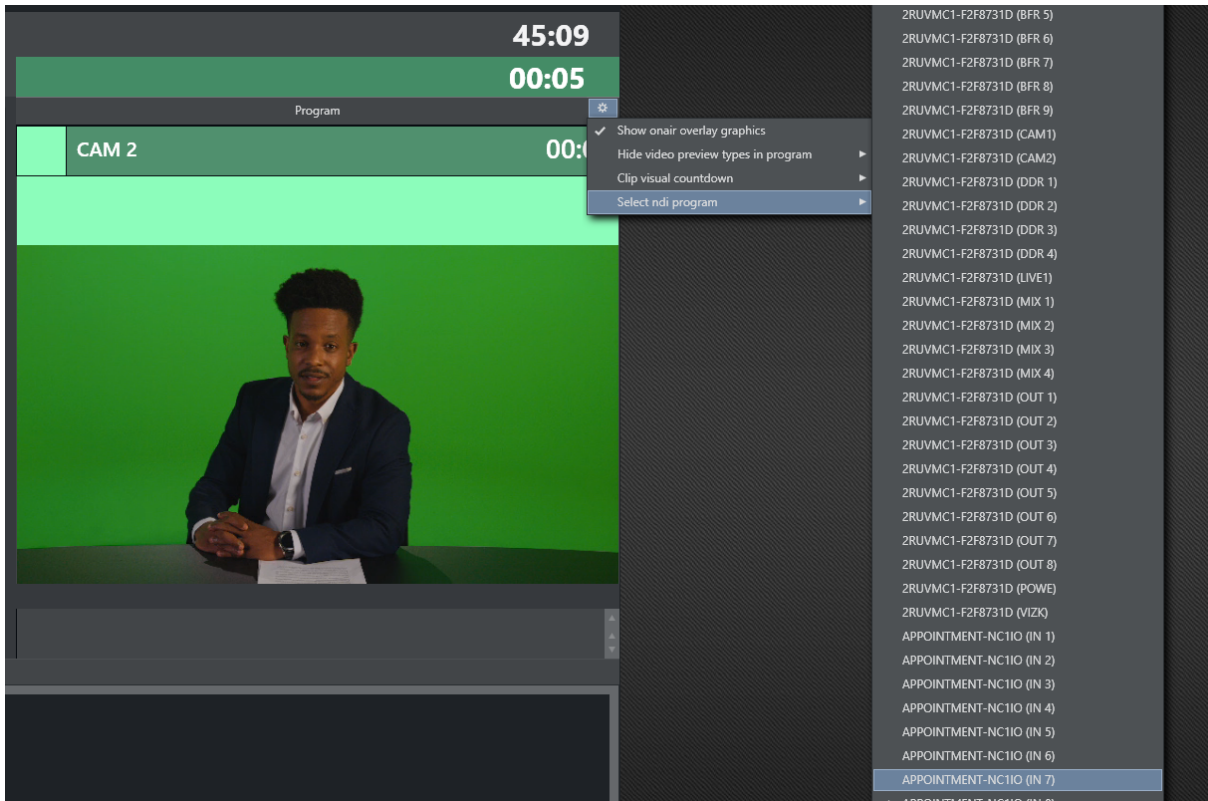 45:09
00:05
Program
CAM 2
Show onair overlay graphics
Hide video preview types in program
Clip visual countdown
Select ndi program
2RUVMC1-F2F8731D (BFR 5)
2RUVMC1-F2F8731D (BFR 6)
2RUVMC1-F2F8731D (BFR 7)
2RUVMC1-F2F8731D (BFR 8)
2RUVMC1-F2F8731D (BFR 9)
2RUVMC1-F2F8731D (CAM1)
2RUVMC1-F2F8731D (CAM2)
2RUVMC1-F2F8731D (DDR 1)
2RUVMC1-F2F8731D (DDR 2)
2RUVMC1-F2F8731D (DDR 3)
2RUVMC1-F2F8731D (DDR 4)
2RUVMC1-F2F8731D (LIVE1)
2RUVMC1-F2F8731D (MIX 1)
2RUVMC1-F2F8731D (MIX 2)
2RUVMC1-F2F8731D (MIX 3)
2RUVMC1-F2F8731D (MIX 4)
2RUVMC1-F2F8731D (OUT 1)
2RUVMC1-F2F8731D (OUT 2)
2RUVMC1-F2F8731D (OUT 3)
2RUVMC1-F2F8731D (OUT 4)
2RUVMC1-F2F8731D (OUT 5)
2RUVMC1-F2F8731D (OUT 6)
2RUVMC1-F2F8731D (OUT 7)
2RUVMC1-F2F8731D (OUT 8)
2RUVMC1-F2F8731D (POWE)
2RUVMC1-F2F8731D (VIZK)
APPOINTMENT-NC1IO (IN 1)
APPOINTMENT-NC1IO (IN 2)
APPOINTMENT-NC1IO (IN 3)
APPOINTMENT-NC1IO (IN 4)
APPOINTMENT-NC1IO (IN 5)
APPOINTMENT-NC1IO (IN 6)
APPOINTMENT-NC1IO (IN 7)